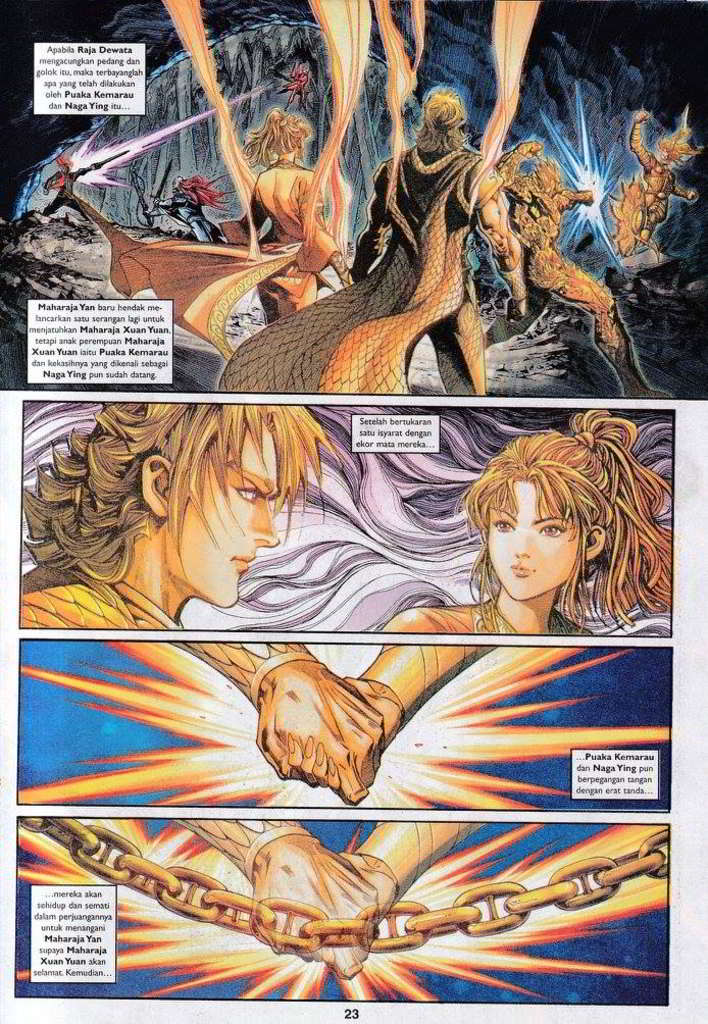 Apabila Raja Dewata
mengacungkan pedang dan
golok itu, maka terbayanglah
apa yang telah dilakukan
oleh Puaka Kemarau
dan Naga Ying itu...
Maharaja Yan baru hendak me-
lancarkan satu serangan lagi untuk
menjatuhkan Maharaja Xuan Yuan,
tetapi anak perempuan Maharaja
Xuan Yuan iaitu Puaka Kemarau
dan kekasihnya yang dikenali sebagai
Naga Ying pun sudah datang.
Setelah bertukaran
satu isyarat dengan
ekor mata mereka...
...Puaka Kemarau
dan Naga Ying pun
berpegangan tangan
dengan erat tanda...
...mereka akan
sehidup dan semati
dalam perjuangannya
untuk menangani
Maharaja Yan
supaya Maharaja
Xuan Yuan akan
selamat. Kemudian...
23